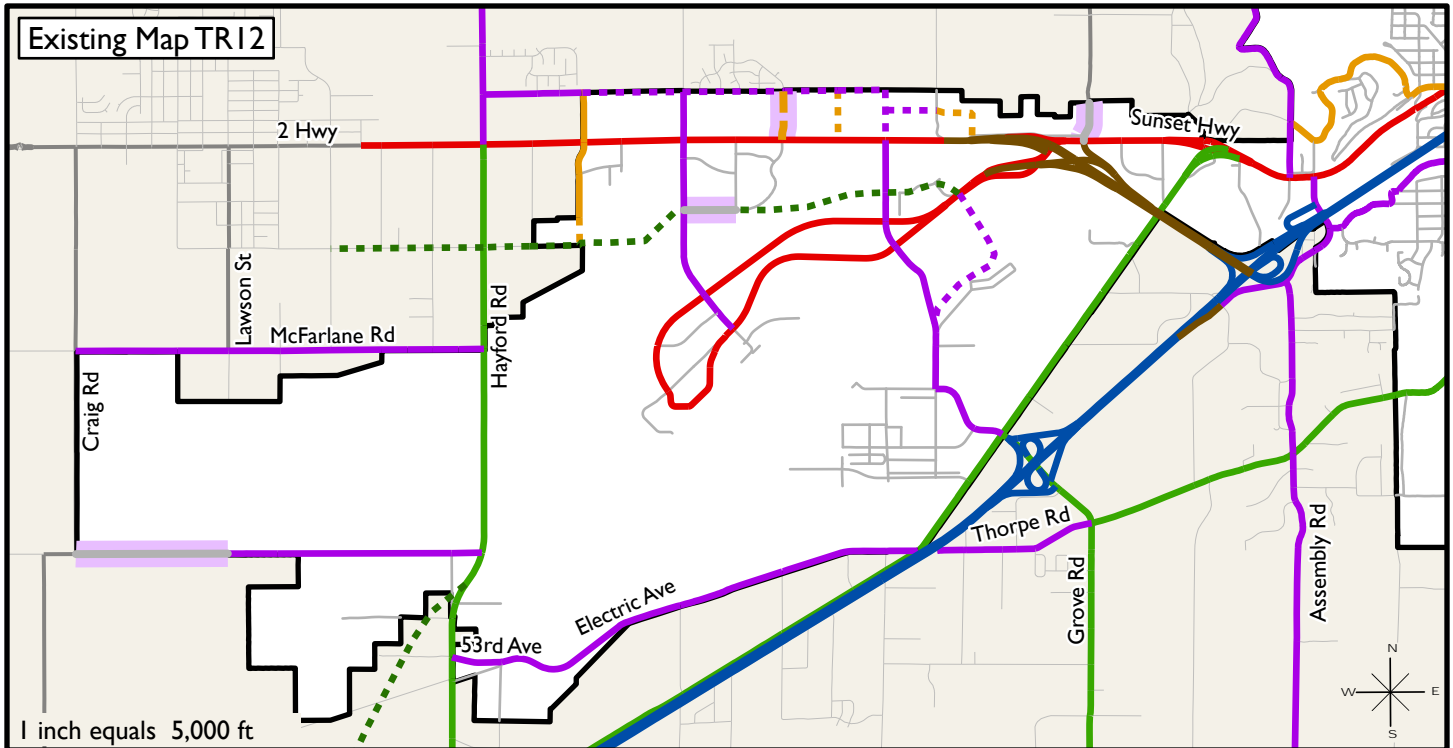 Existing Map TR12
2 Hwy
Sunset Hwy
Lawson St
McFarlane Rd
Hayford Rd
Craig Rd
Thorpe Rd
Electric Ave
53rd Ave
Grove Rd
Assembly Rd
N
W
E
S
1 inch equals 5,000 ft